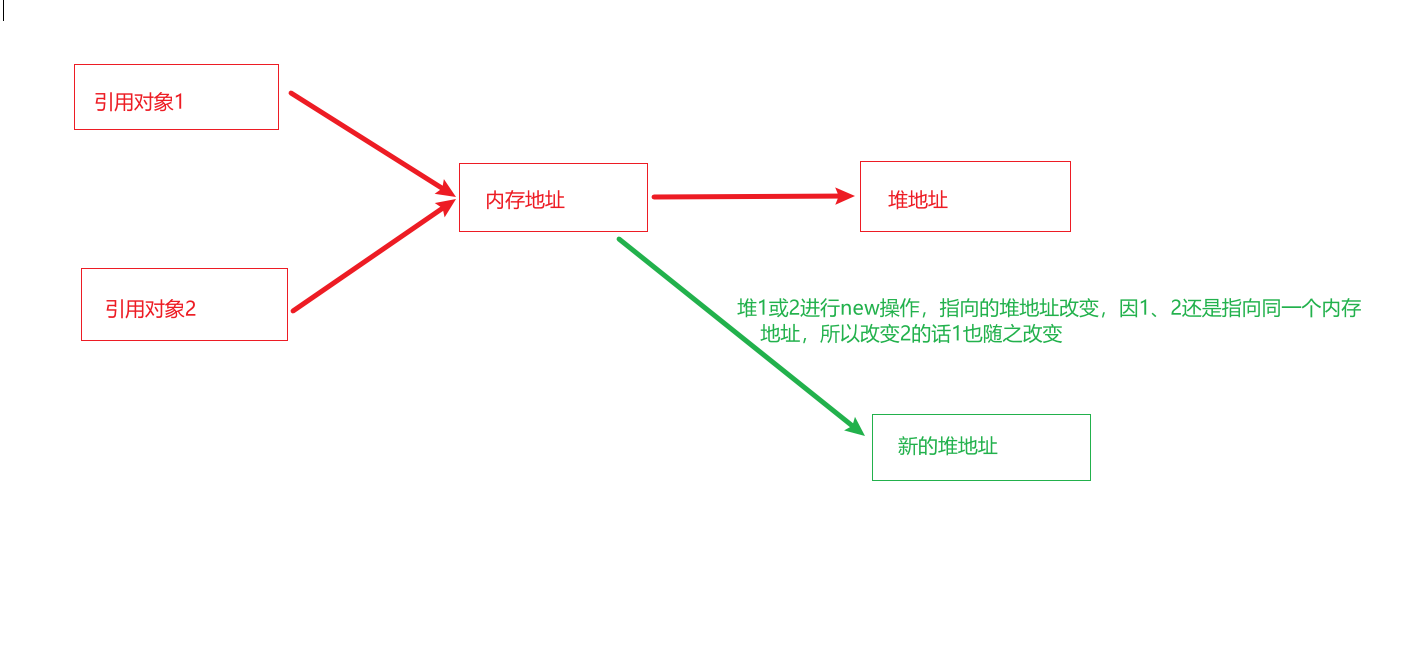 引用对象1
内存地址
堆地址
引用对象2
堆1或2进行new操作，指向的堆地址改变，因1、2还是指向同一个内存
地址，所以改变2的话1也随之改变
新的堆地址